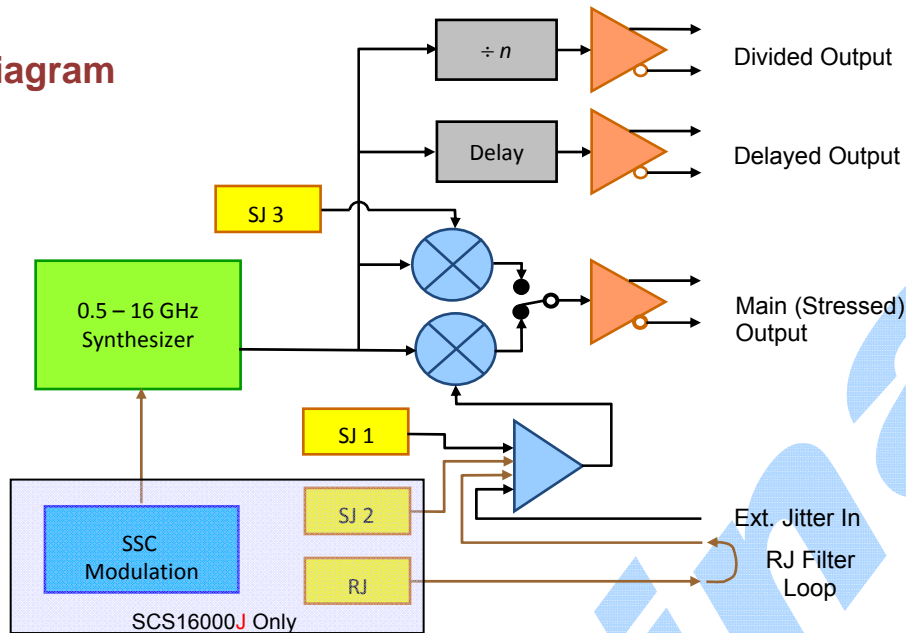 iagram
÷ n
Divided Output
Delay
Delayed Output
SJ 3
0.5 – 16 GHz
Synthesizer
Main (Stressed)
Output
SJ 1
SJ 2
Ext. Jitter In
SSC
Modulation
RJ
RJ Filter
Loop
SCS16000J Only